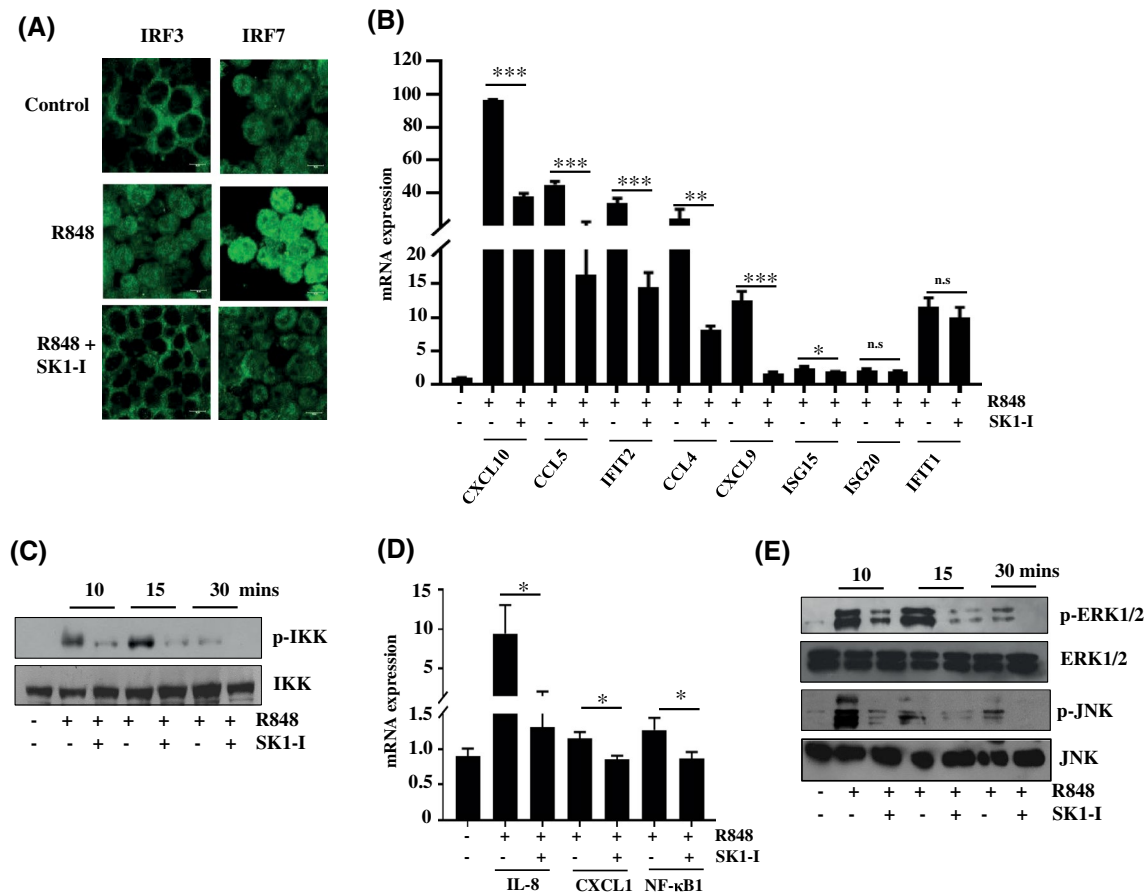 (A)
IRF3 IRF7
Control
R848
R848 +
SK1-I
(B)
mRNA expression
120
100
80
60
40
20
15
10
5
0
*** *** *** ** *** * n.s n.s
- + + + + + + + + + + + + + + + + R848
- - + - + - + - + - + - + - + - + SK1-I
CXCL10 CCL5 IFIT2 CCL4 CXCL9 ISG15 ISG20 IFIT1
(C)
10 15 30 mins
p-IKK
IKK
- + + + + + + R848
- - + - + - + SK1-I
(D)
mRNA expression
15
10
5
1.5
1.0
0.5
0
* * *
- + + + + + + R848
- - + - + - + SK1-I
IL-8 CXCL1 NF-κB1
(E)
10 15 30 mins
p-ERK1/2
ERK1/2
p-JNK
JNK
- + + + + + + R848
- - + - + - + SK1-I